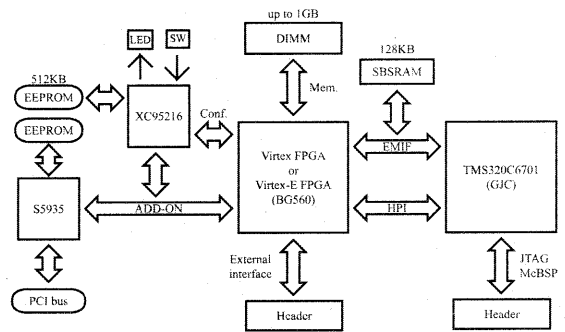 up to 1GB
LED
SW
DIMM
128KB
512KB
SBSRAM
EEPROM
XC95216
Conf.
Mem.
EEPROM
Virtex FPGA
or
Virtex-E FPGA
(BG560)
EMIF
TMS320C6701
(GJC)
S5935
ADD-ON
HPI
External
interface
JTAG
McBSP
PCI bus
Header
Header